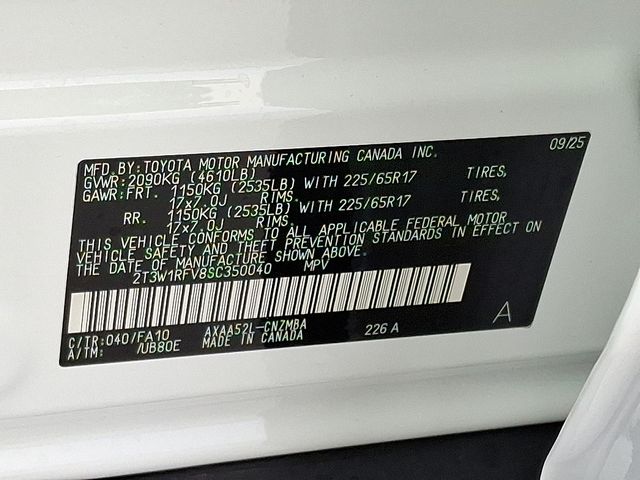 09/25
MFD. BY: TOYOTA MOTOR MANUFACTURING CANADA INC.
GVWR: 2090KG (4610LB)
GAWR: FRT. 1150KG (2535LB) WITH 225/65R17 TIRES,
17x7.0J RIMS.
RR. 1150KG (2535LB) WITH 225/65R17 TIRES,
17x7.0J RIMS.
THIS VEHICLE CONFORMS TO ALL APPLICABLE FEDERAL MOTOR
VEHICLE SAFETY AND THEFT PREVENTION STANDARDS IN EFFECT ON
THE DATE OF MANUFACTURE SHOWN ABOVE.
2T3W1RFV8SC350040 MPV
C/TR: 040/FA10 AXAA52L-CNZMBA 226 A A
A/TM: /UB80E MADE IN CANADA